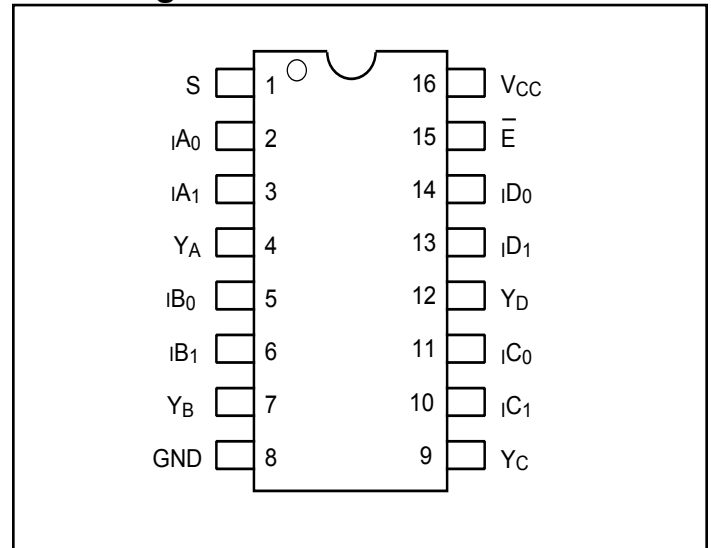 S 1 16 VCC
IA0 2 15 E̅
IA1 3 14 ID0
YA 4 13 ID1
IB0 5 12 YD
IB1 6 11 IC0
YB 7 10 IC1
GND 8 9 YC